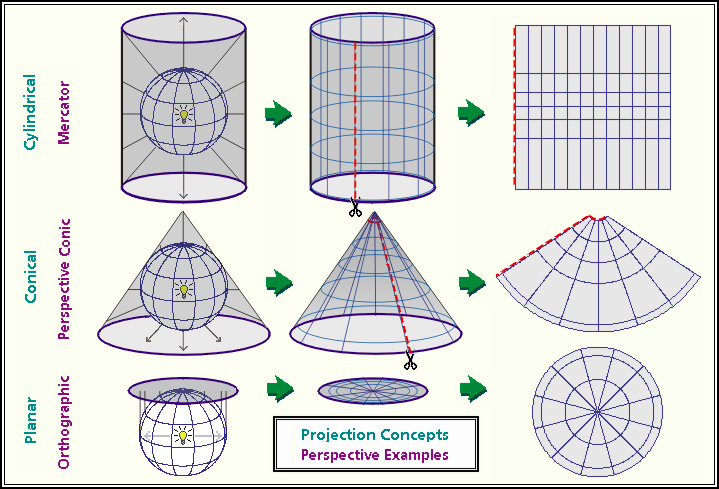 Cylindrical
Mercator
Conical
Perspective Conic
Planar
Orthographic
Projection Concepts
Perspective Examples